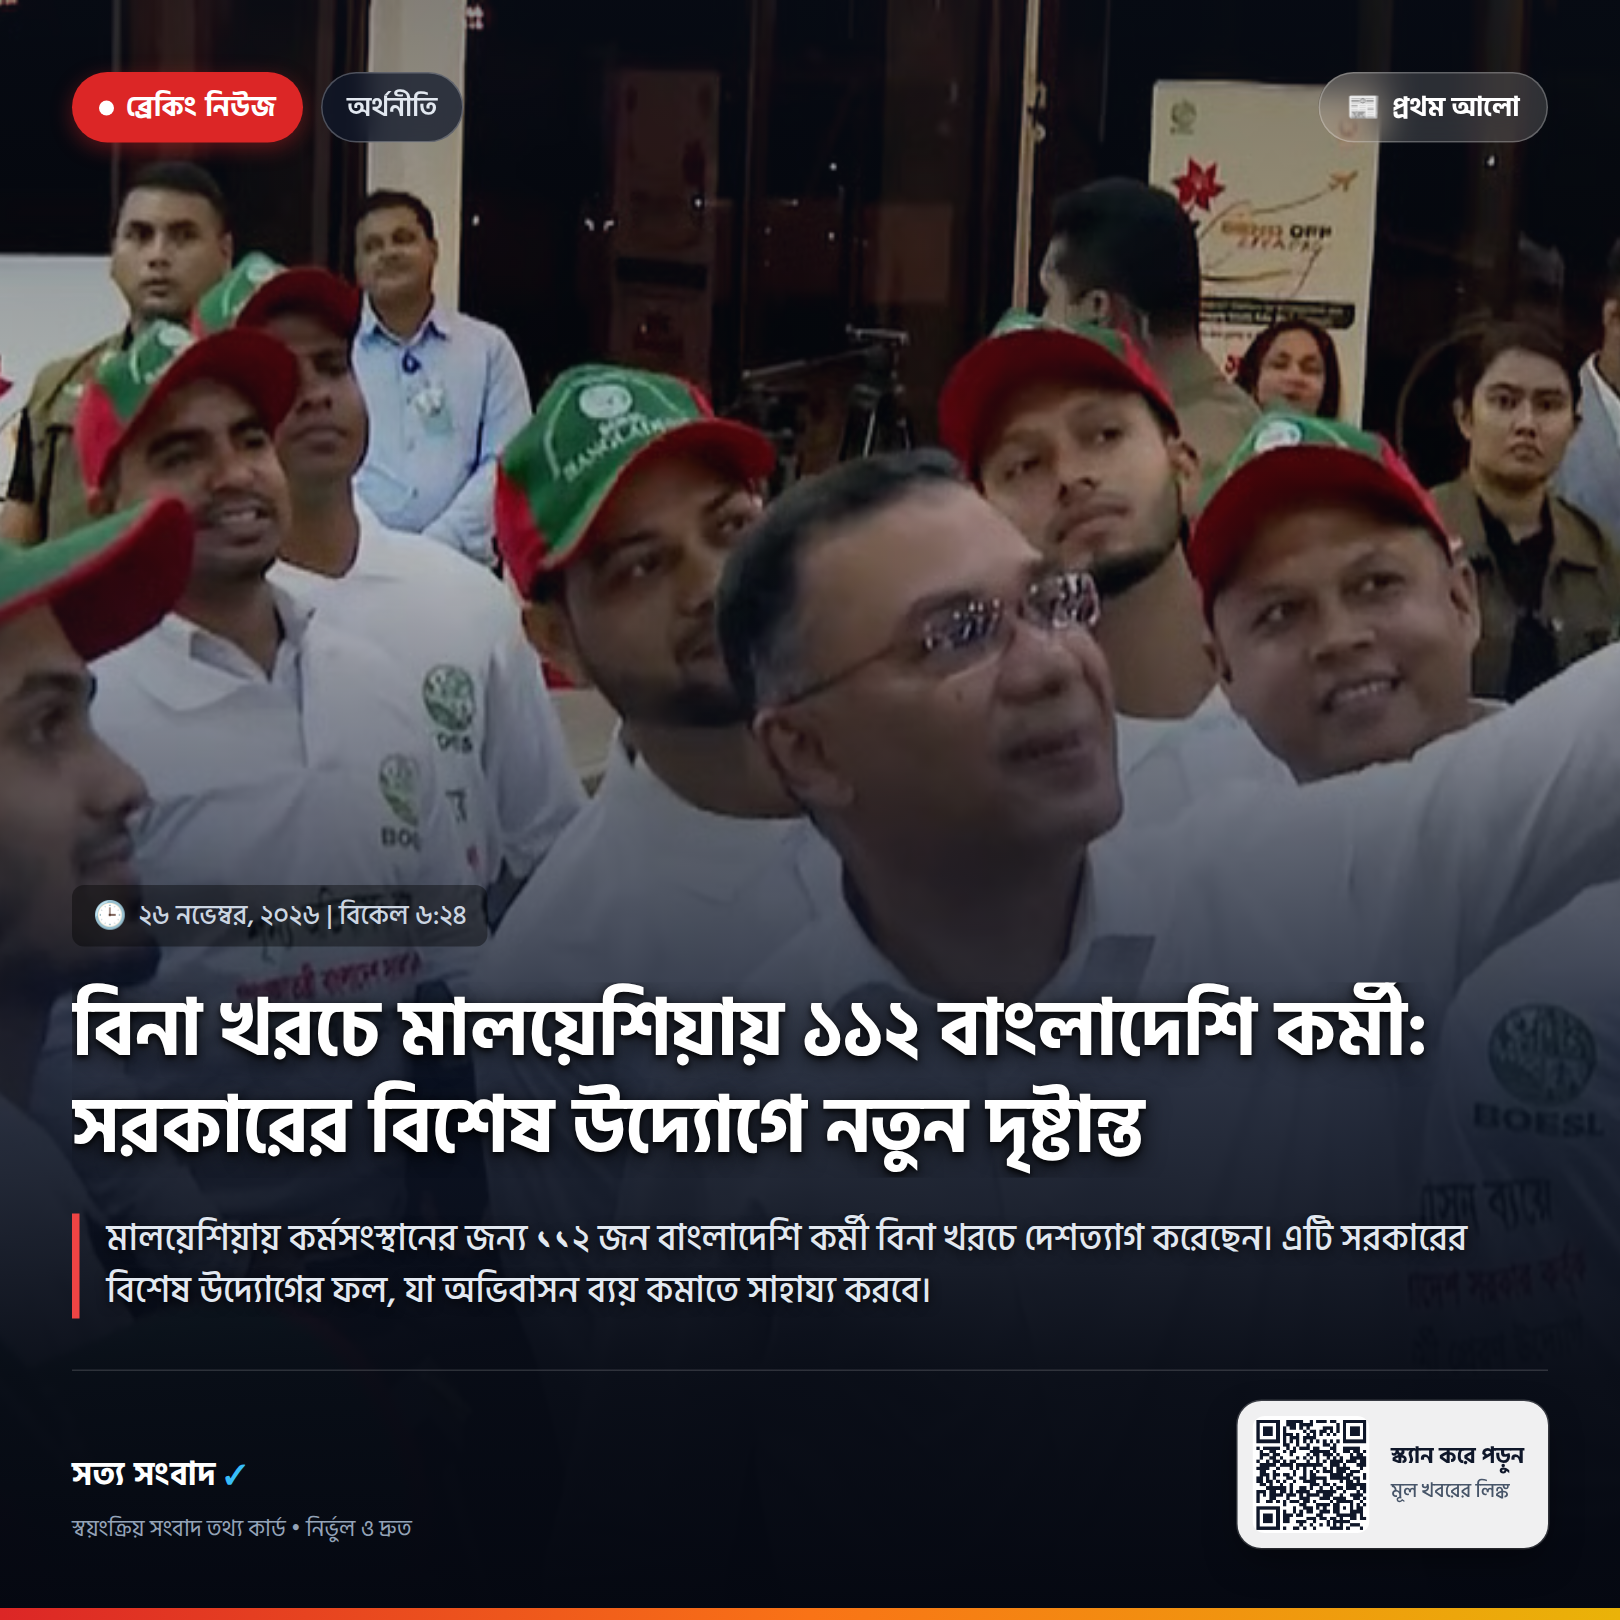 ব্রেকিং নিউজ
অর্থনীতি
প্রথম আলো
BANGLADESH
BOESL
২৬ নভেম্বর, ২০২৬ | বিকেল ৬:২৪
বিনা খরচে মালয়েশিয়ায় ১১২ বাংলাদেশি কর্মী:
সরকারের বিশেষ উদ্যোগে নতুন দৃষ্টান্ত
মালয়েশিয়ায় কর্মসংস্থানের জন্য ১১২ জন বাংলাদেশি কর্মী বিনা খরচে দেশত্যাগ করেছেন। এটি সরকারের
বিশেষ উদ্যোগের ফল, যা অভিবাসন ব্যয় কমাতে সাহায্য করবে।
সত্য সংবাদ ✓
স্বয়ংক্রিয় সংবাদ তথ্য কার্ড • নির্ভুল ও দ্রুত
স্ক্যান করে পড়ুন
মূল খবরের লিঙ্ক